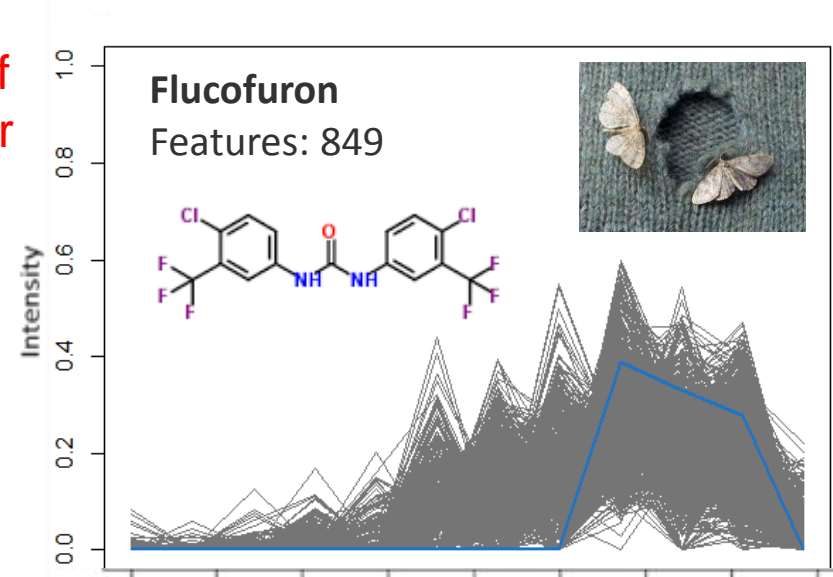 f
r
Flucofuron
Features: 849
Intensity
1.0
0.8
0.6
0.4
0.2
0.0
Cl
Cl
O
F
F
F
NH
NH
F
F
F